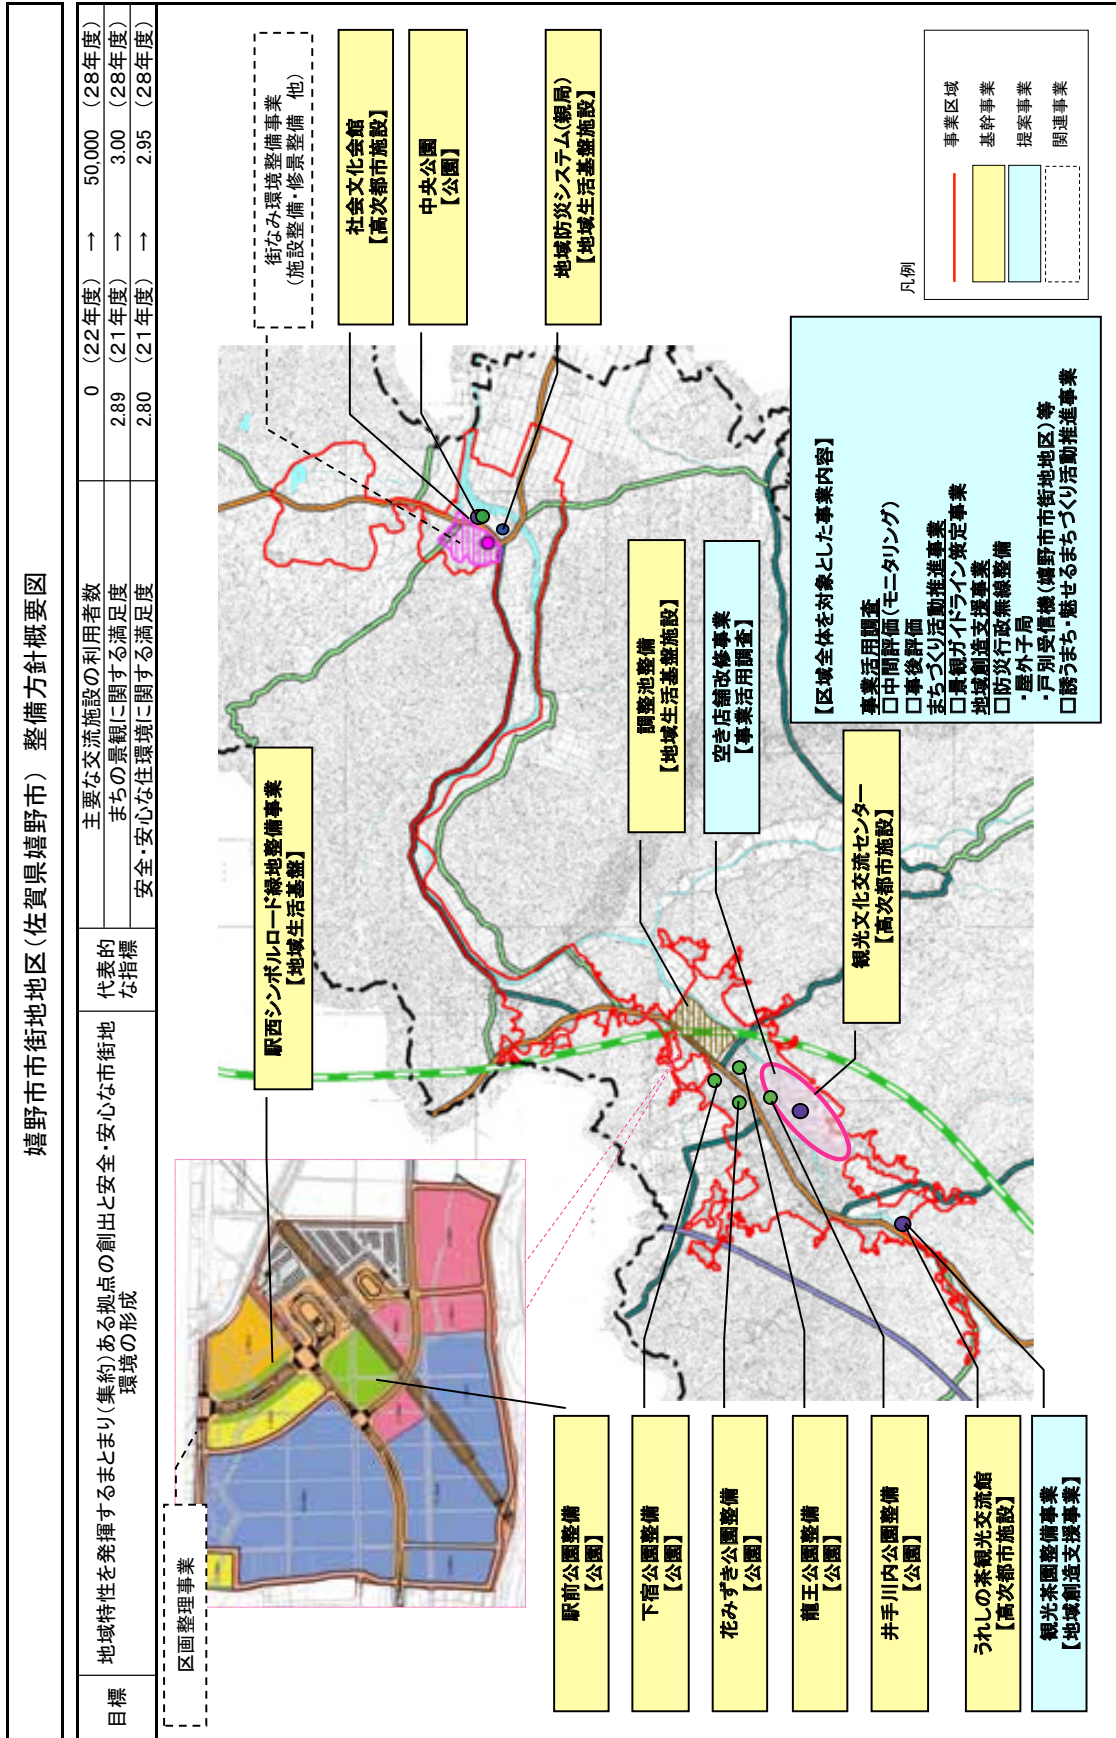 嬉野市市街地地区(佐賀県嬉野市) 整備方針概要図
目標
地域特性を発揮するまとまり(集約)ある拠点の創出と安全・安心な市街地
環境の形成
代表的
な指標
主要な交流施設の利用者数 0 (22年度) → 50,000 (28年度)
まちの景観に関する満足度 2.89 (21年度) → 3.00 (28年度)
安全・安心な住環境に関する満足度 2.80 (21年度) → 2.95 (28年度)
区画整理事業
駅西シンボルロード緑地整備事業
【地域生活基盤】
街なみ環境整備事業
(施設整備・修景整備 他)
社会文化会館
【高次都市施設】
中央公園
【公園】
地域防災システム(親局)
【地域生活基盤施設】
調整池整備
【地域生活基盤施設】
空き店舗改修事業
【事業活用調査】
観光文化交流センター
【高次都市施設】
駅前公園整備
【公園】
下宿公園整備
【公園】
花みずき公園整備
【公園】
龍王公園整備
【公園】
井手川内公園整備
【公園】
うれしの茶観光交流館
【高次都市施設】
観光茶園整備事業
【地域創造支援事業】
【区域全体を対象とした事業内容】
事業活用調査
□中間評価(モニタリング)
□事後評価
まちづくり活動推進事業
□景観ガイドライン策定事業
地域創造支援事業
□防災行政無線整備
・屋外子局
・戸別受信機(嬉野市市街地地区)等
□誘うまち・魅せるまちづくり活動推進事業
凡例
事業区域
基幹事業
提案事業
関連事業